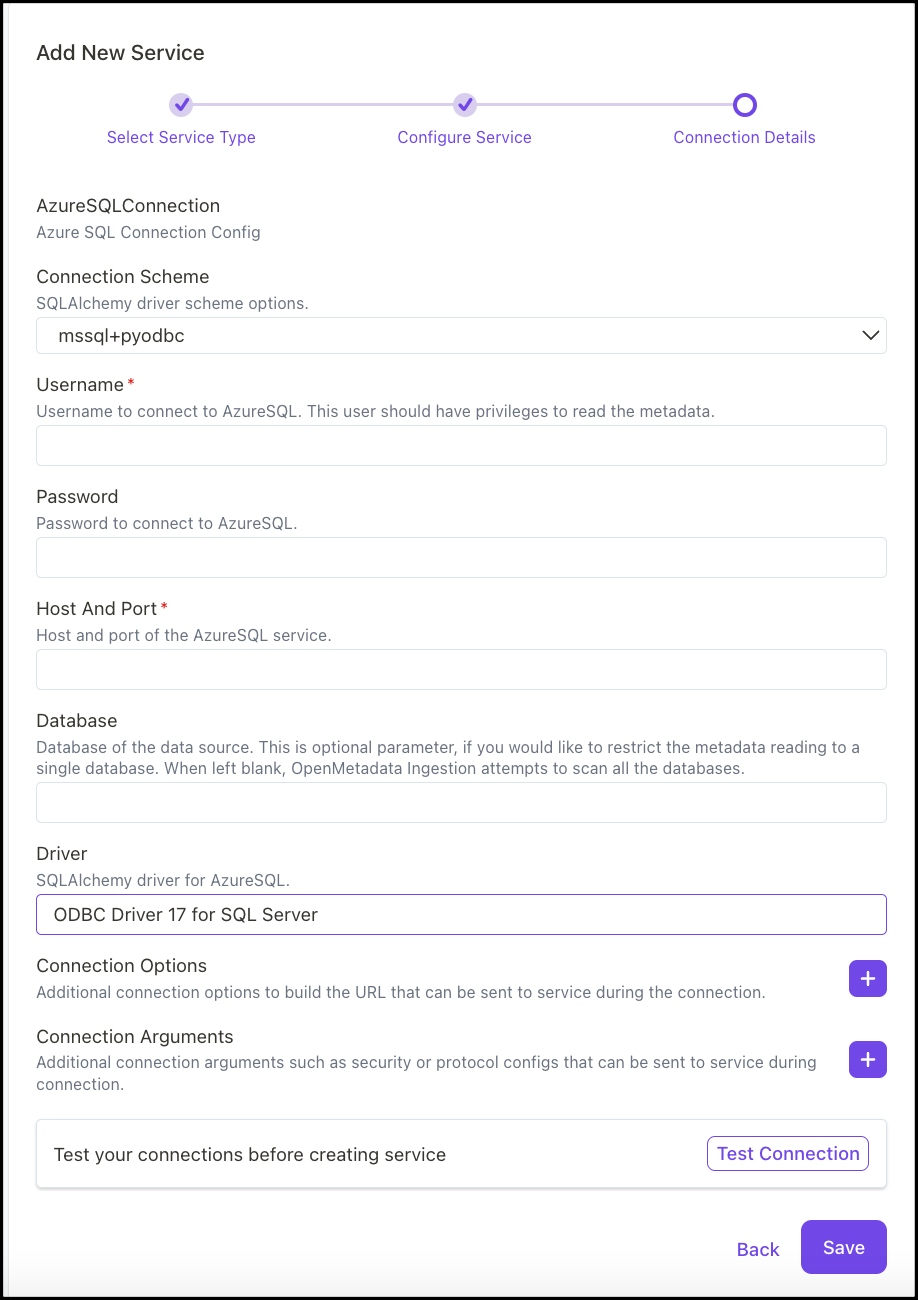 Add New Service
Select Service Type
Configure Service
Connection Details
AzureSQLConnection
Azure SQL Connection Config
Connection Scheme
SQLAlchemy driver scheme options.
mssql+pyodbc
Username*
Username to connect to AzureSQL. This user should have privileges to read the metadata.
Password
Password to connect to AzureSQL.
Host And Port*
Host and port of the AzureSQL service.
Database
Database of the data source. This is optional parameter, if you would like to restrict the metadata reading to a
single database. When left blank, OpenMetadata Ingestion attempts to scan all the databases.
Driver
SQLAlchemy driver for AzureSQL.
ODBC Driver 17 for SQL Server
Connection Options
Additional connection options to build the URL that can be sent to service during the connection.
Connection Arguments
Additional connection arguments such as security or protocol configs that can be sent to service during
connection.
Test your connections before creating service
Test Connection
Back
Save